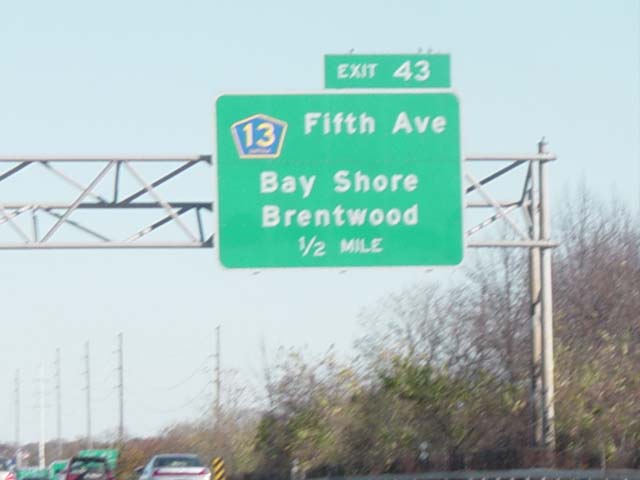 EXIT 43
13 Fifth Ave
Bay Shore
Brentwood
1/2 MILE